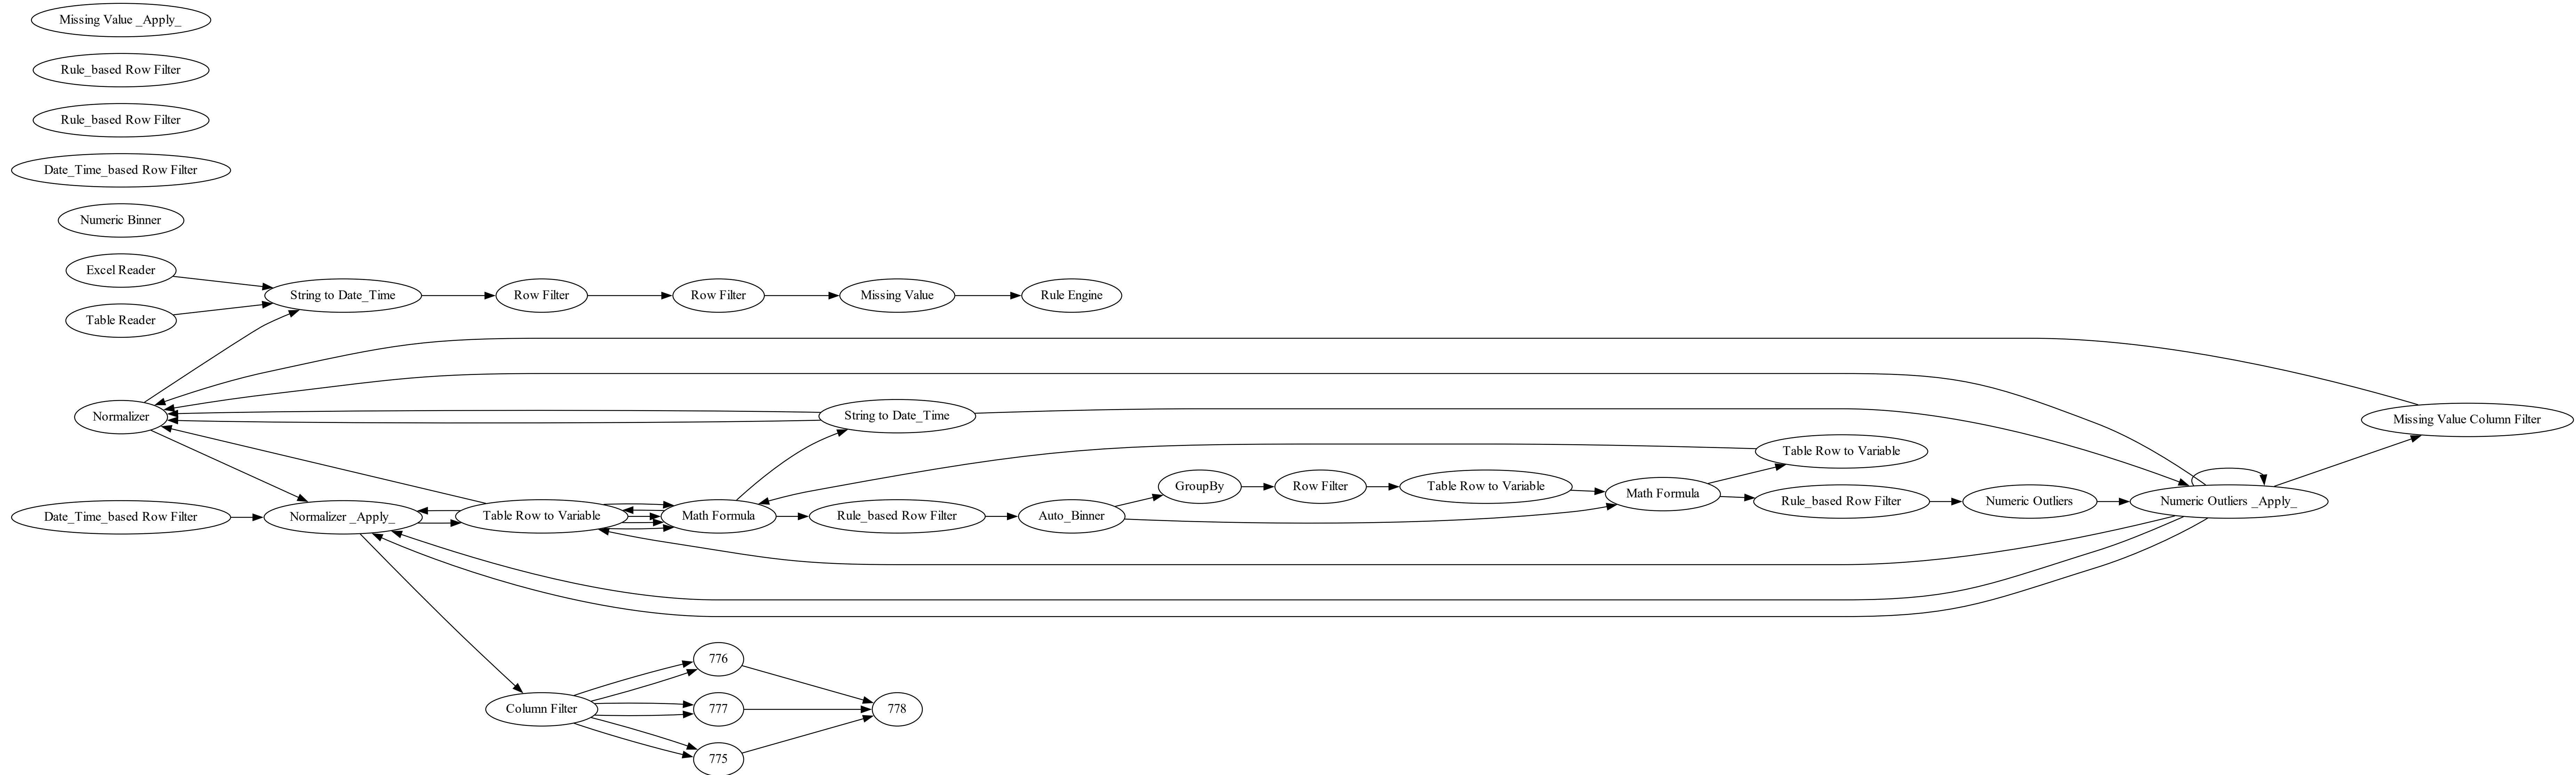 Missing Value _Apply_
Rule_based Row Filter
Rule_based Row Filter
Date_Time_based Row Filter
Numeric Binner
Excel Reader
Table Reader
String to Date_Time
Row Filter
Row Filter
Missing Value
Rule Engine
Normalizer
String to Date_Time
Missing Value Column Filter
Table Row to Variable
GroupBy
Row Filter
Table Row to Variable
Math Formula
Rule_based Row Filter
Numeric Outliers
Numeric Outliers _Apply_
Date_Time_based Row Filter
Normalizer _Apply_
Table Row to Variable
Math Formula
Rule_based Row Filter
Auto_Binner
776
Column Filter
777
778
775